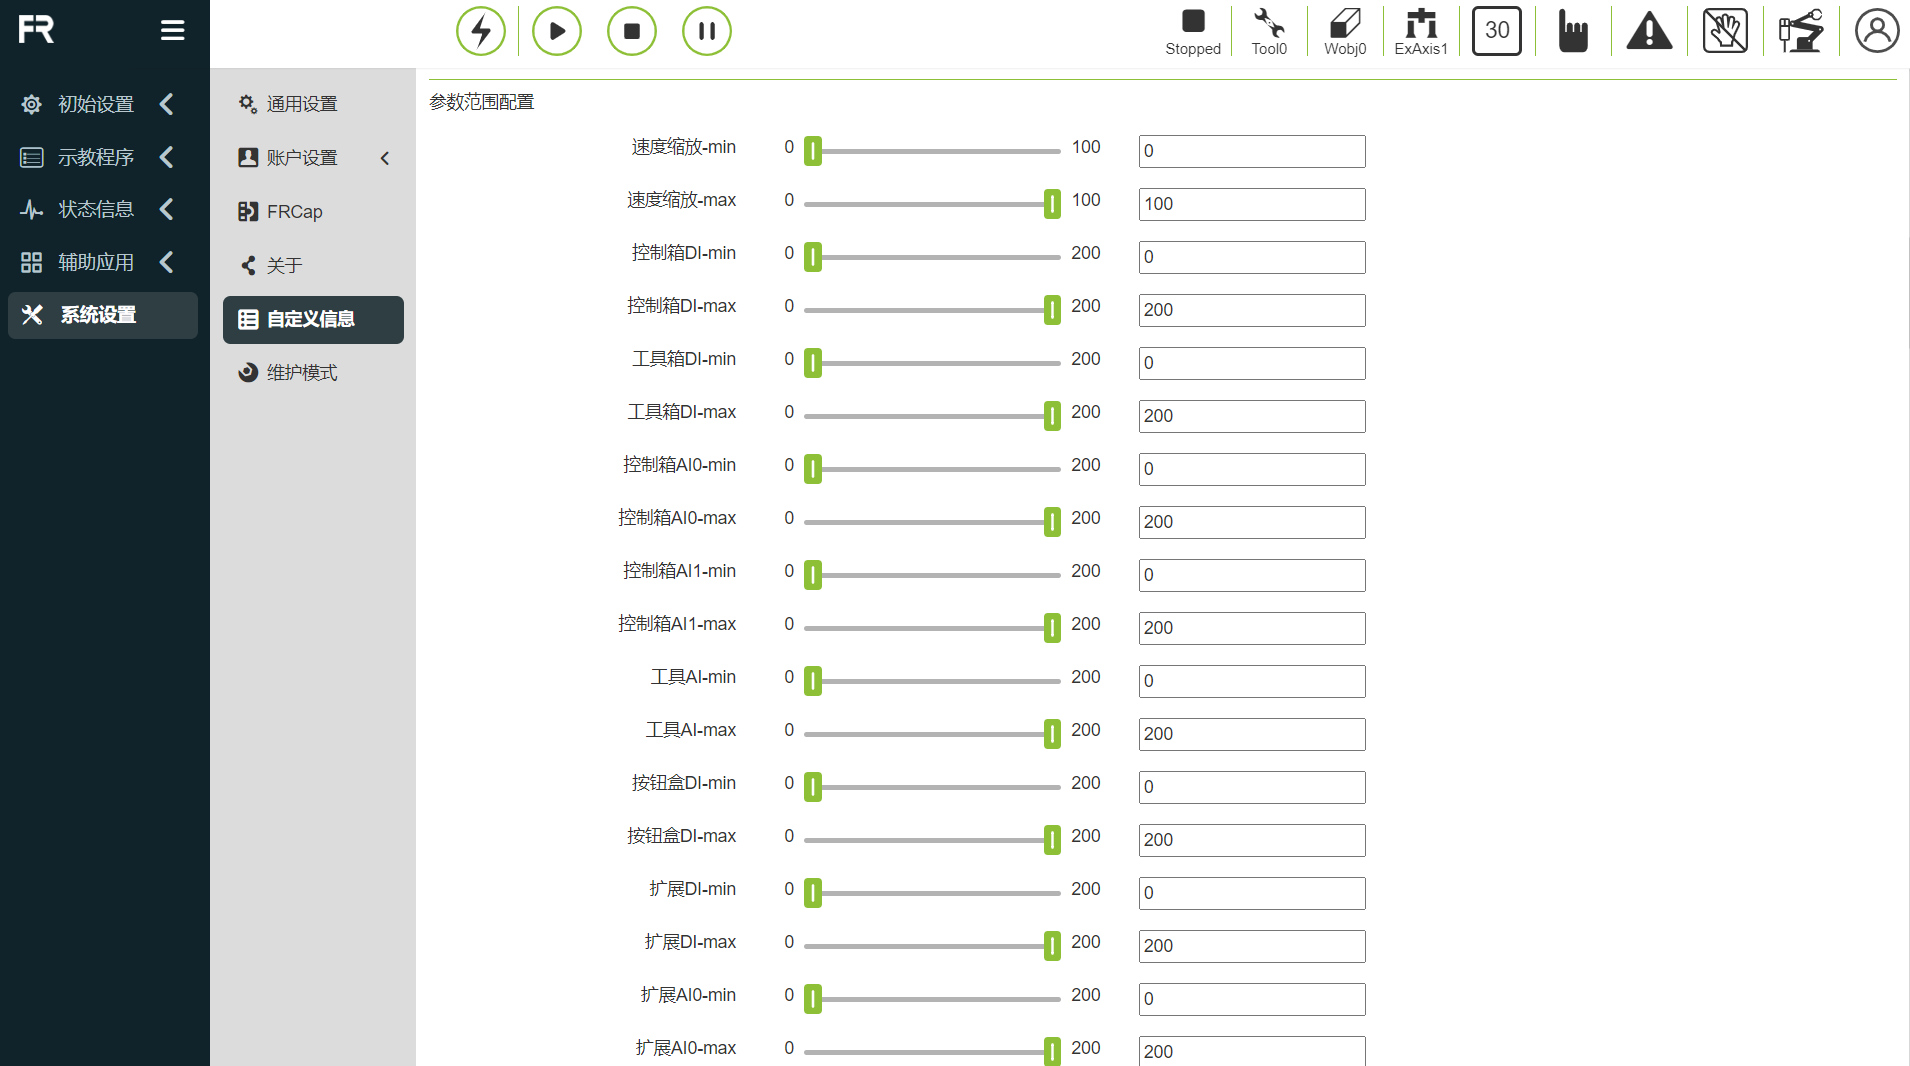 FR
Stopped
Tool0
Wobj0
ExAxis1
30
初始设置
示教程序
状态信息
辅助应用
系统设置
通用设置
账户设置
FRCap
关于
自定义信息
维护模式
参数范围配置
速度缩放-min 0 100 0
速度缩放-max 0 100 100
控制箱DI-min 0 200 0
控制箱DI-max 0 200 200
工具箱DI-min 0 200 0
工具箱DI-max 0 200 200
控制箱AI0-min 0 200 0
控制箱AI0-max 0 200 200
控制箱AI1-min 0 200 0
控制箱AI1-max 0 200 200
工具AI-min 0 200 0
工具AI-max 0 200 200
按钮盒DI-min 0 200 0
按钮盒DI-max 0 200 200
扩展DI-min 0 200 0
扩展DI-max 0 200 200
扩展AI0-min 0 200 0
扩展AI0-max 0 200 200